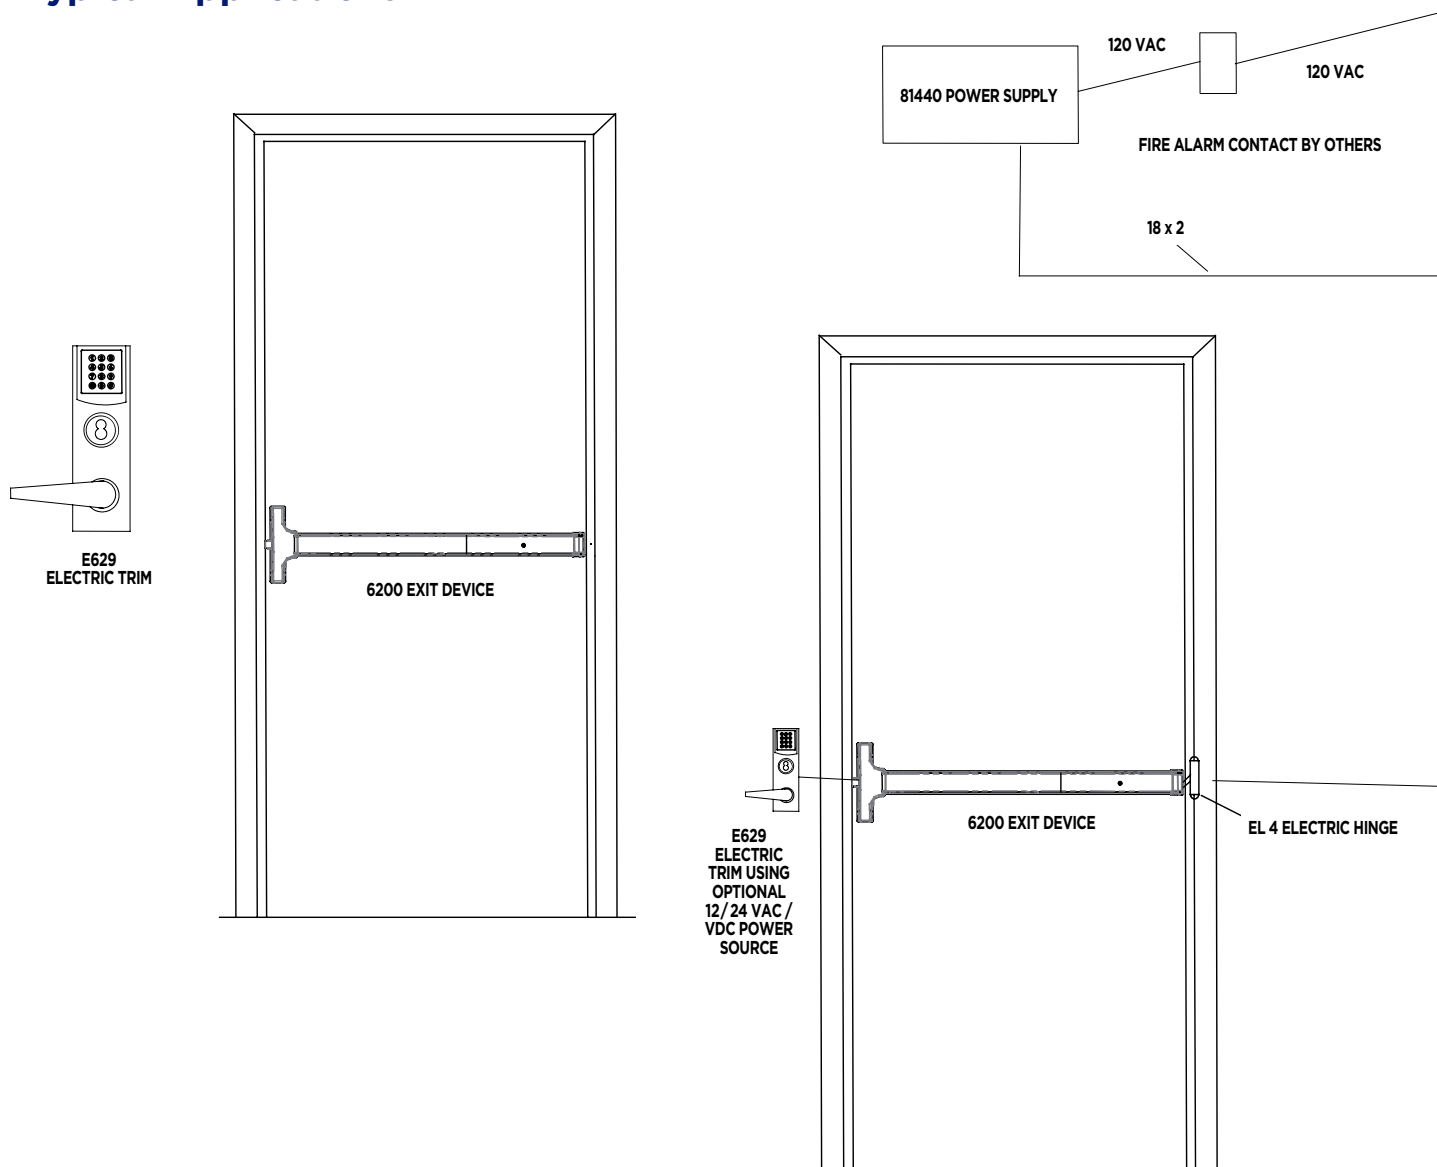 120 VAC
120 VAC
81440 POWER SUPPLY
FIRE ALARM CONTACT BY OTHERS
18 x 2
E629
ELECTRIC TRIM
6200 EXIT DEVICE
6200 EXIT DEVICE
EL 4 ELECTRIC HINGE
E629
ELECTRIC
TRIM USING
OPTIONAL
12/24 VAC /
VDC POWER
SOURCE